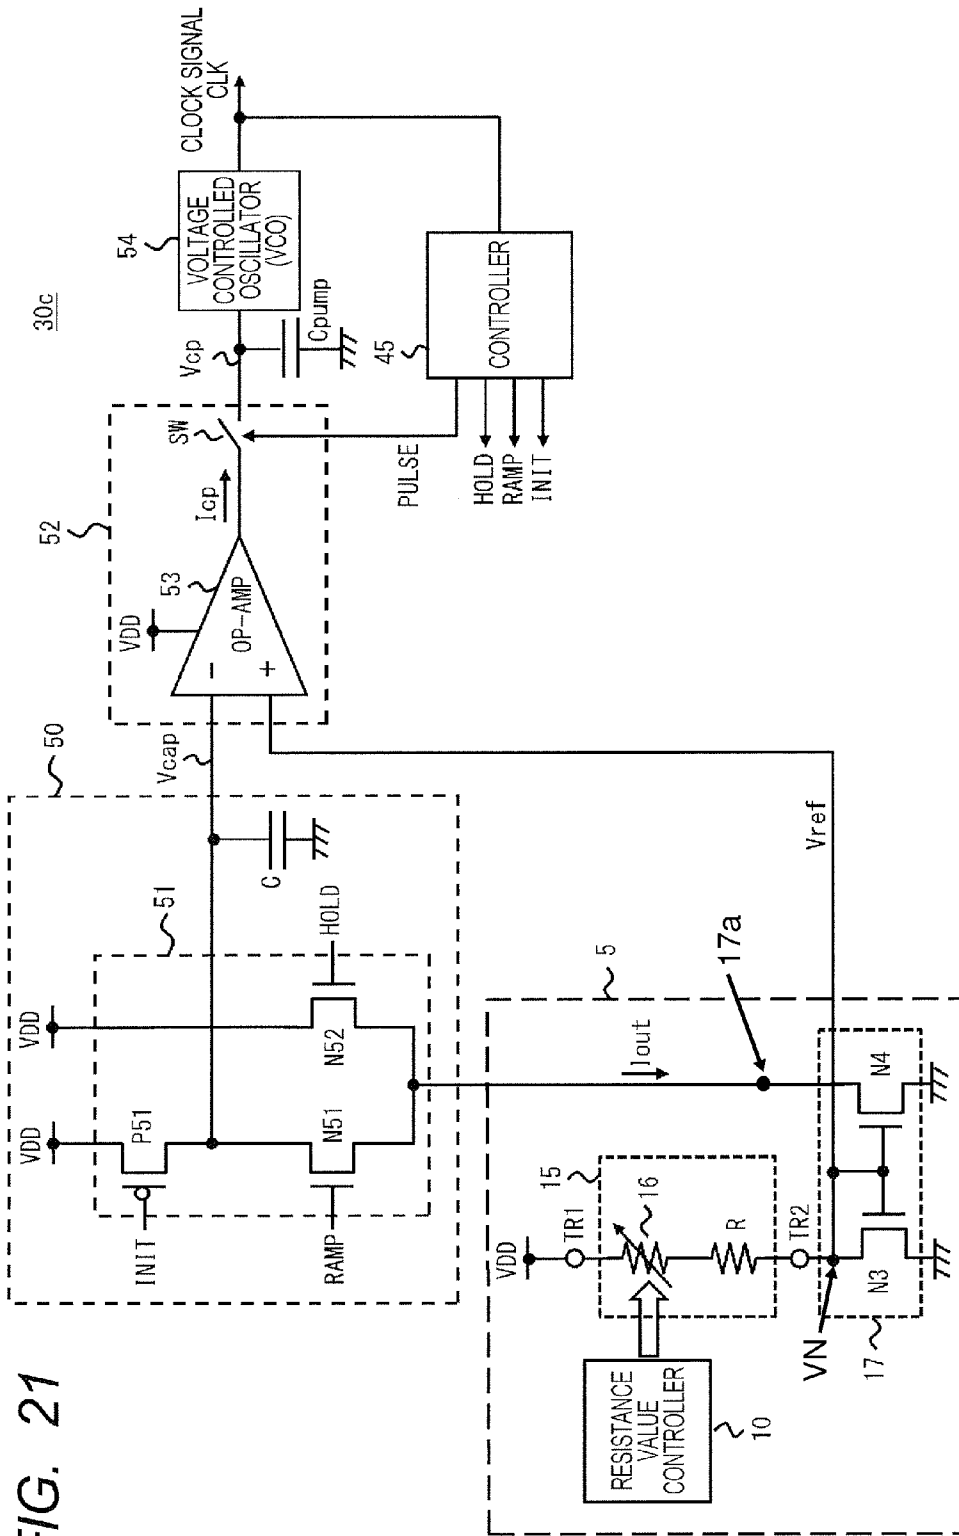 FIG. 21
30c
50
VDD
VDD
51
INIT
P51
RAMP
N51
N52
HOLD
C
Vcap
52
VDD
53
OP-AMP
−
+
Icp
SW
Vcp
Cpump
54
VOLTAGE
CONTROLLED
OSCILLATOR
(VCO)
CLOCK SIGNAL
CLK
45
CONTROLLER
PULSE
HOLD
RAMP
INIT
Vref
5
Iout
17a
VDD
TR1
15
16
R
TR2
RESISTANCE
VALUE
CONTROLLER
10
VN
17
N3
N4